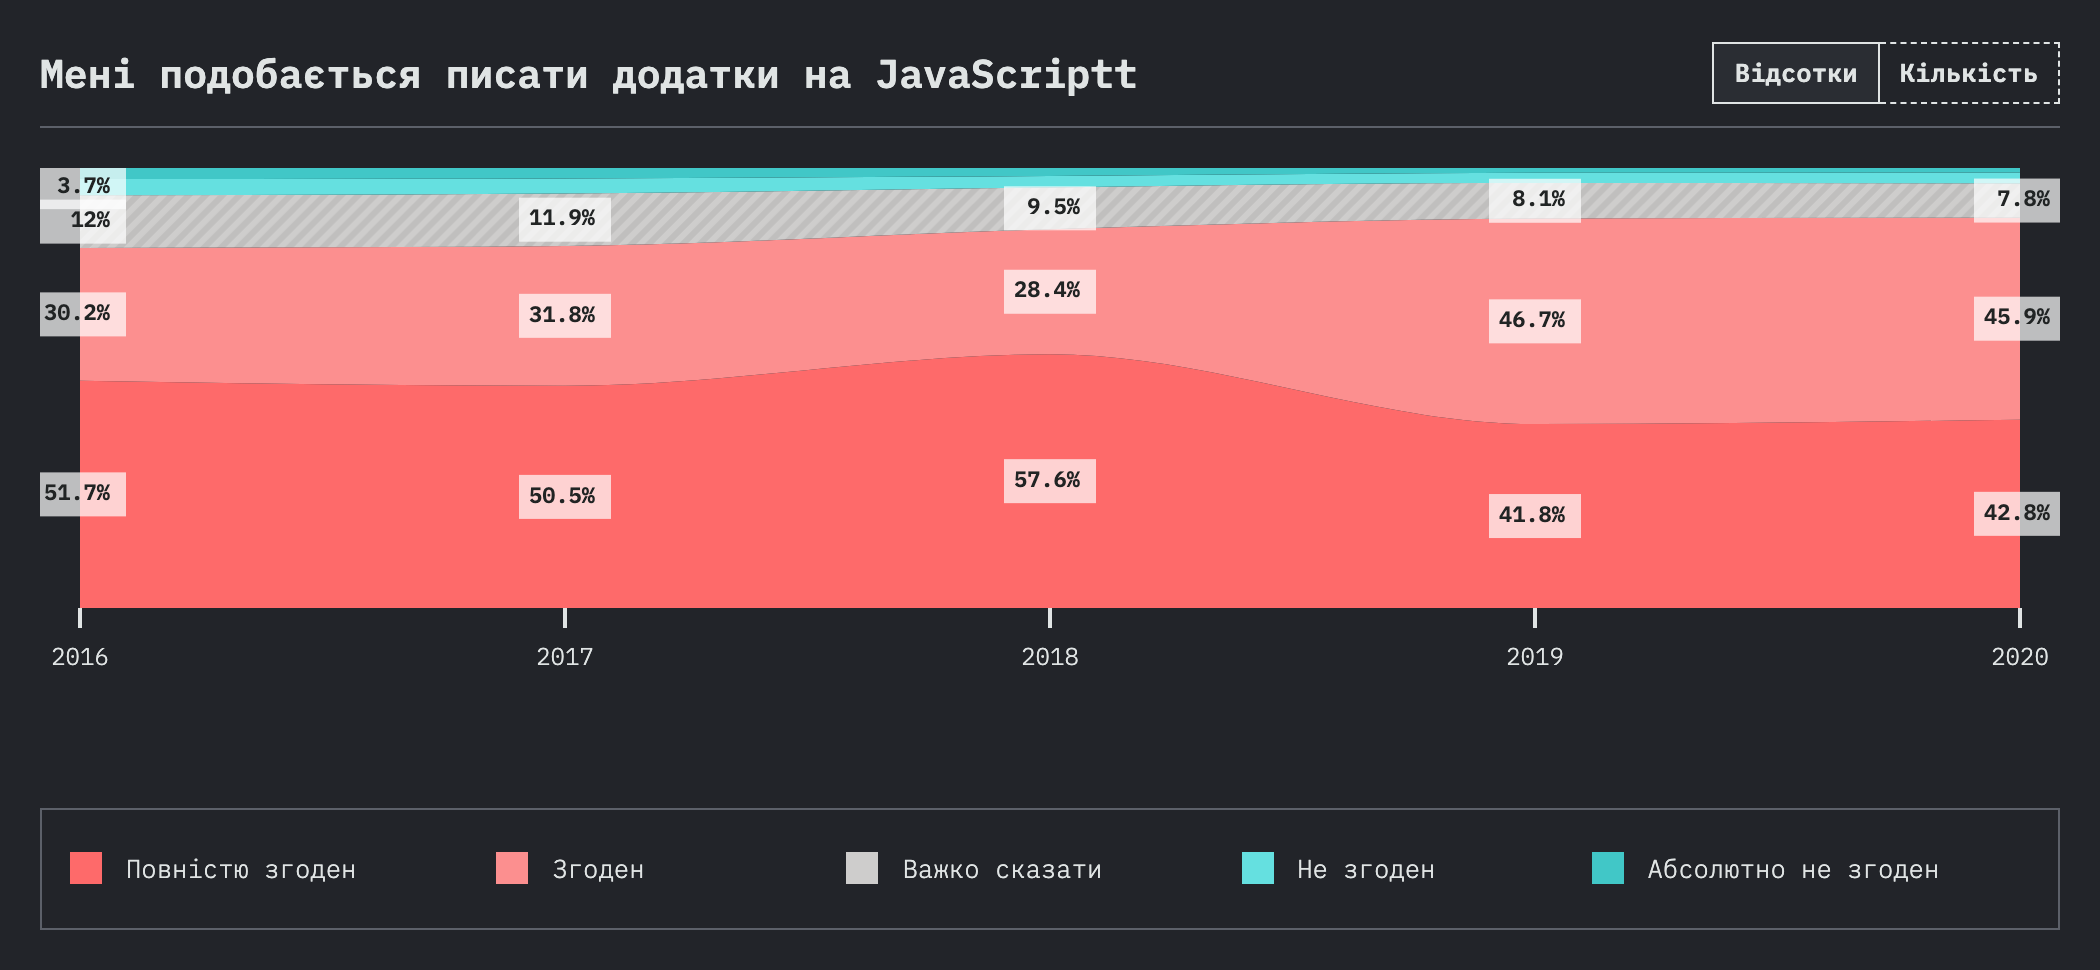 Мені подобається писати додатки на JavaScriptt
Відсотки Кількість
3.7%
12% 11.9% 9.5% 8.1% 7.8%
30.2% 31.8% 28.4% 46.7% 45.9%
51.7% 50.5% 57.6% 41.8% 42.8%
2016 2017 2018 2019 2020
Повністю згоден Згоден Важко сказати Не згоден Абсолютно не згоден